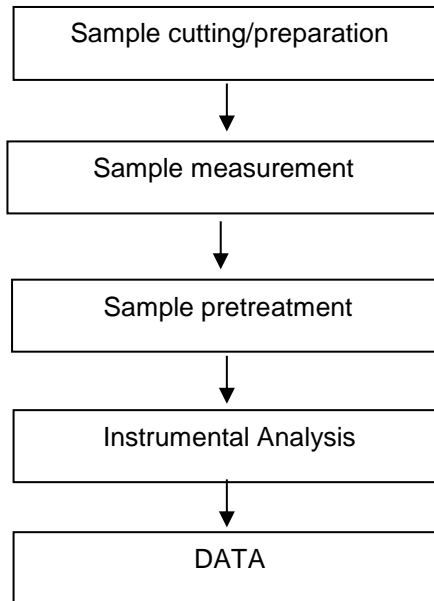 Sample cutting/preparation
Sample measurement
Sample pretreatment
Instrumental Analysis
DATA